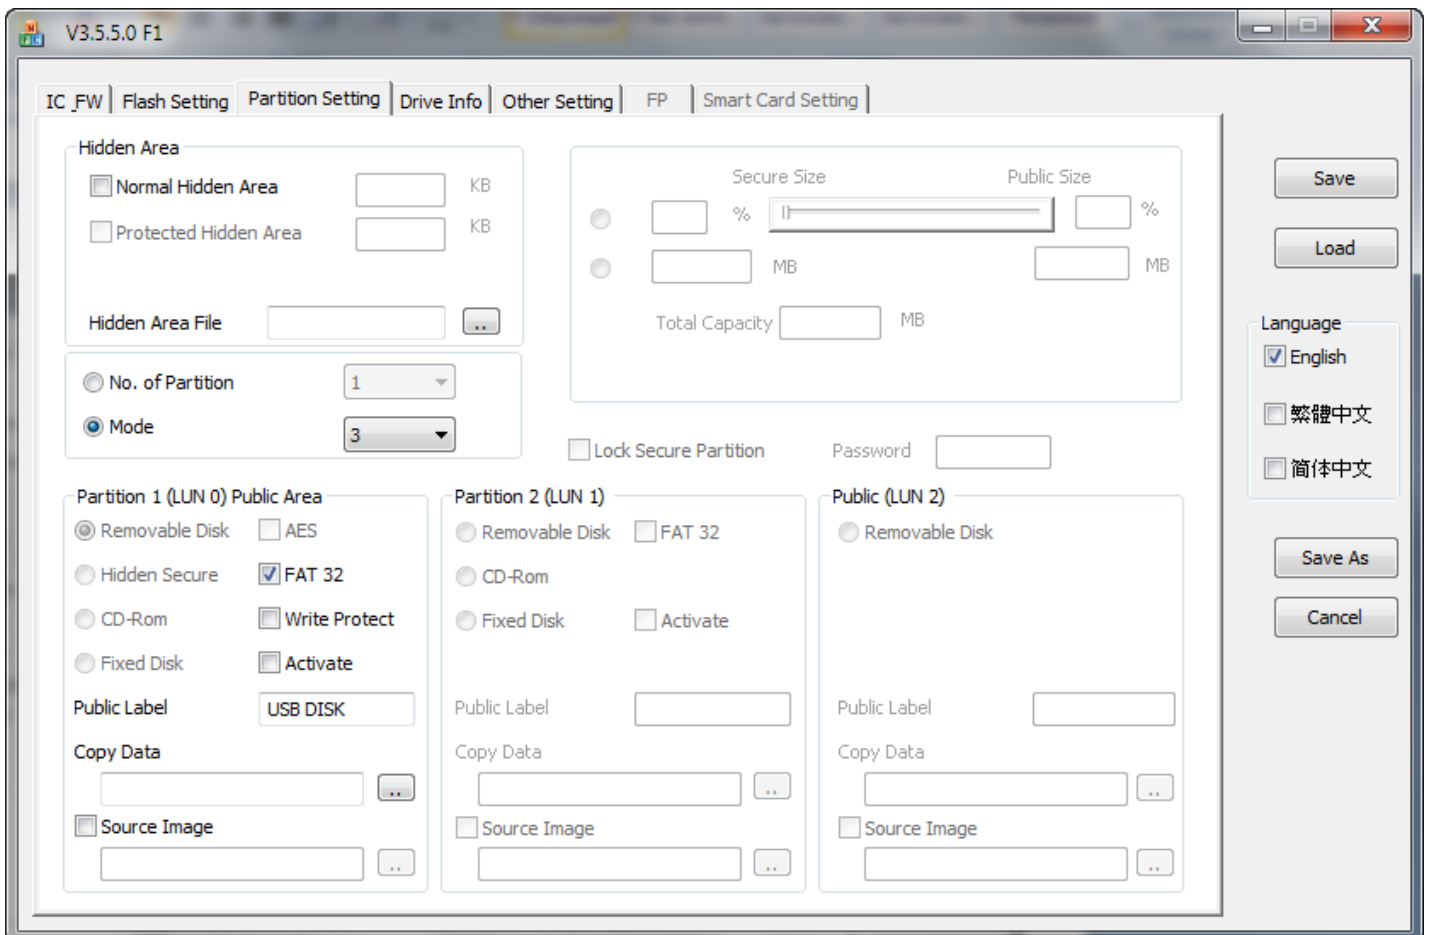 V3.5.5.0 F1
IC_FW Flash Setting Partition Setting Drive Info Other Setting FP Smart Card Setting
Hidden Area
Normal Hidden Area KB
Protected Hidden Area KB
Hidden Area File ..
Secure Size Public Size
% %
MB MB
Total Capacity MB
No. of Partition 1
Mode 3
Lock Secure Partition Password
Partition 1 (LUN 0) Public Area
Removable Disk AES
Hidden Secure FAT 32
CD-Rom Write Protect
Fixed Disk Activate
Public Label USB DISK
Copy Data
..
Source Image
..
Partition 2 (LUN 1)
Removable Disk FAT 32
CD-Rom
Fixed Disk Activate
Public Label
Copy Data
..
Source Image
..
Public (LUN 2)
Removable Disk
Public Label
Copy Data
..
Source Image
..
Save
Load
Language
English
繁體中文
简体中文
Save As
Cancel